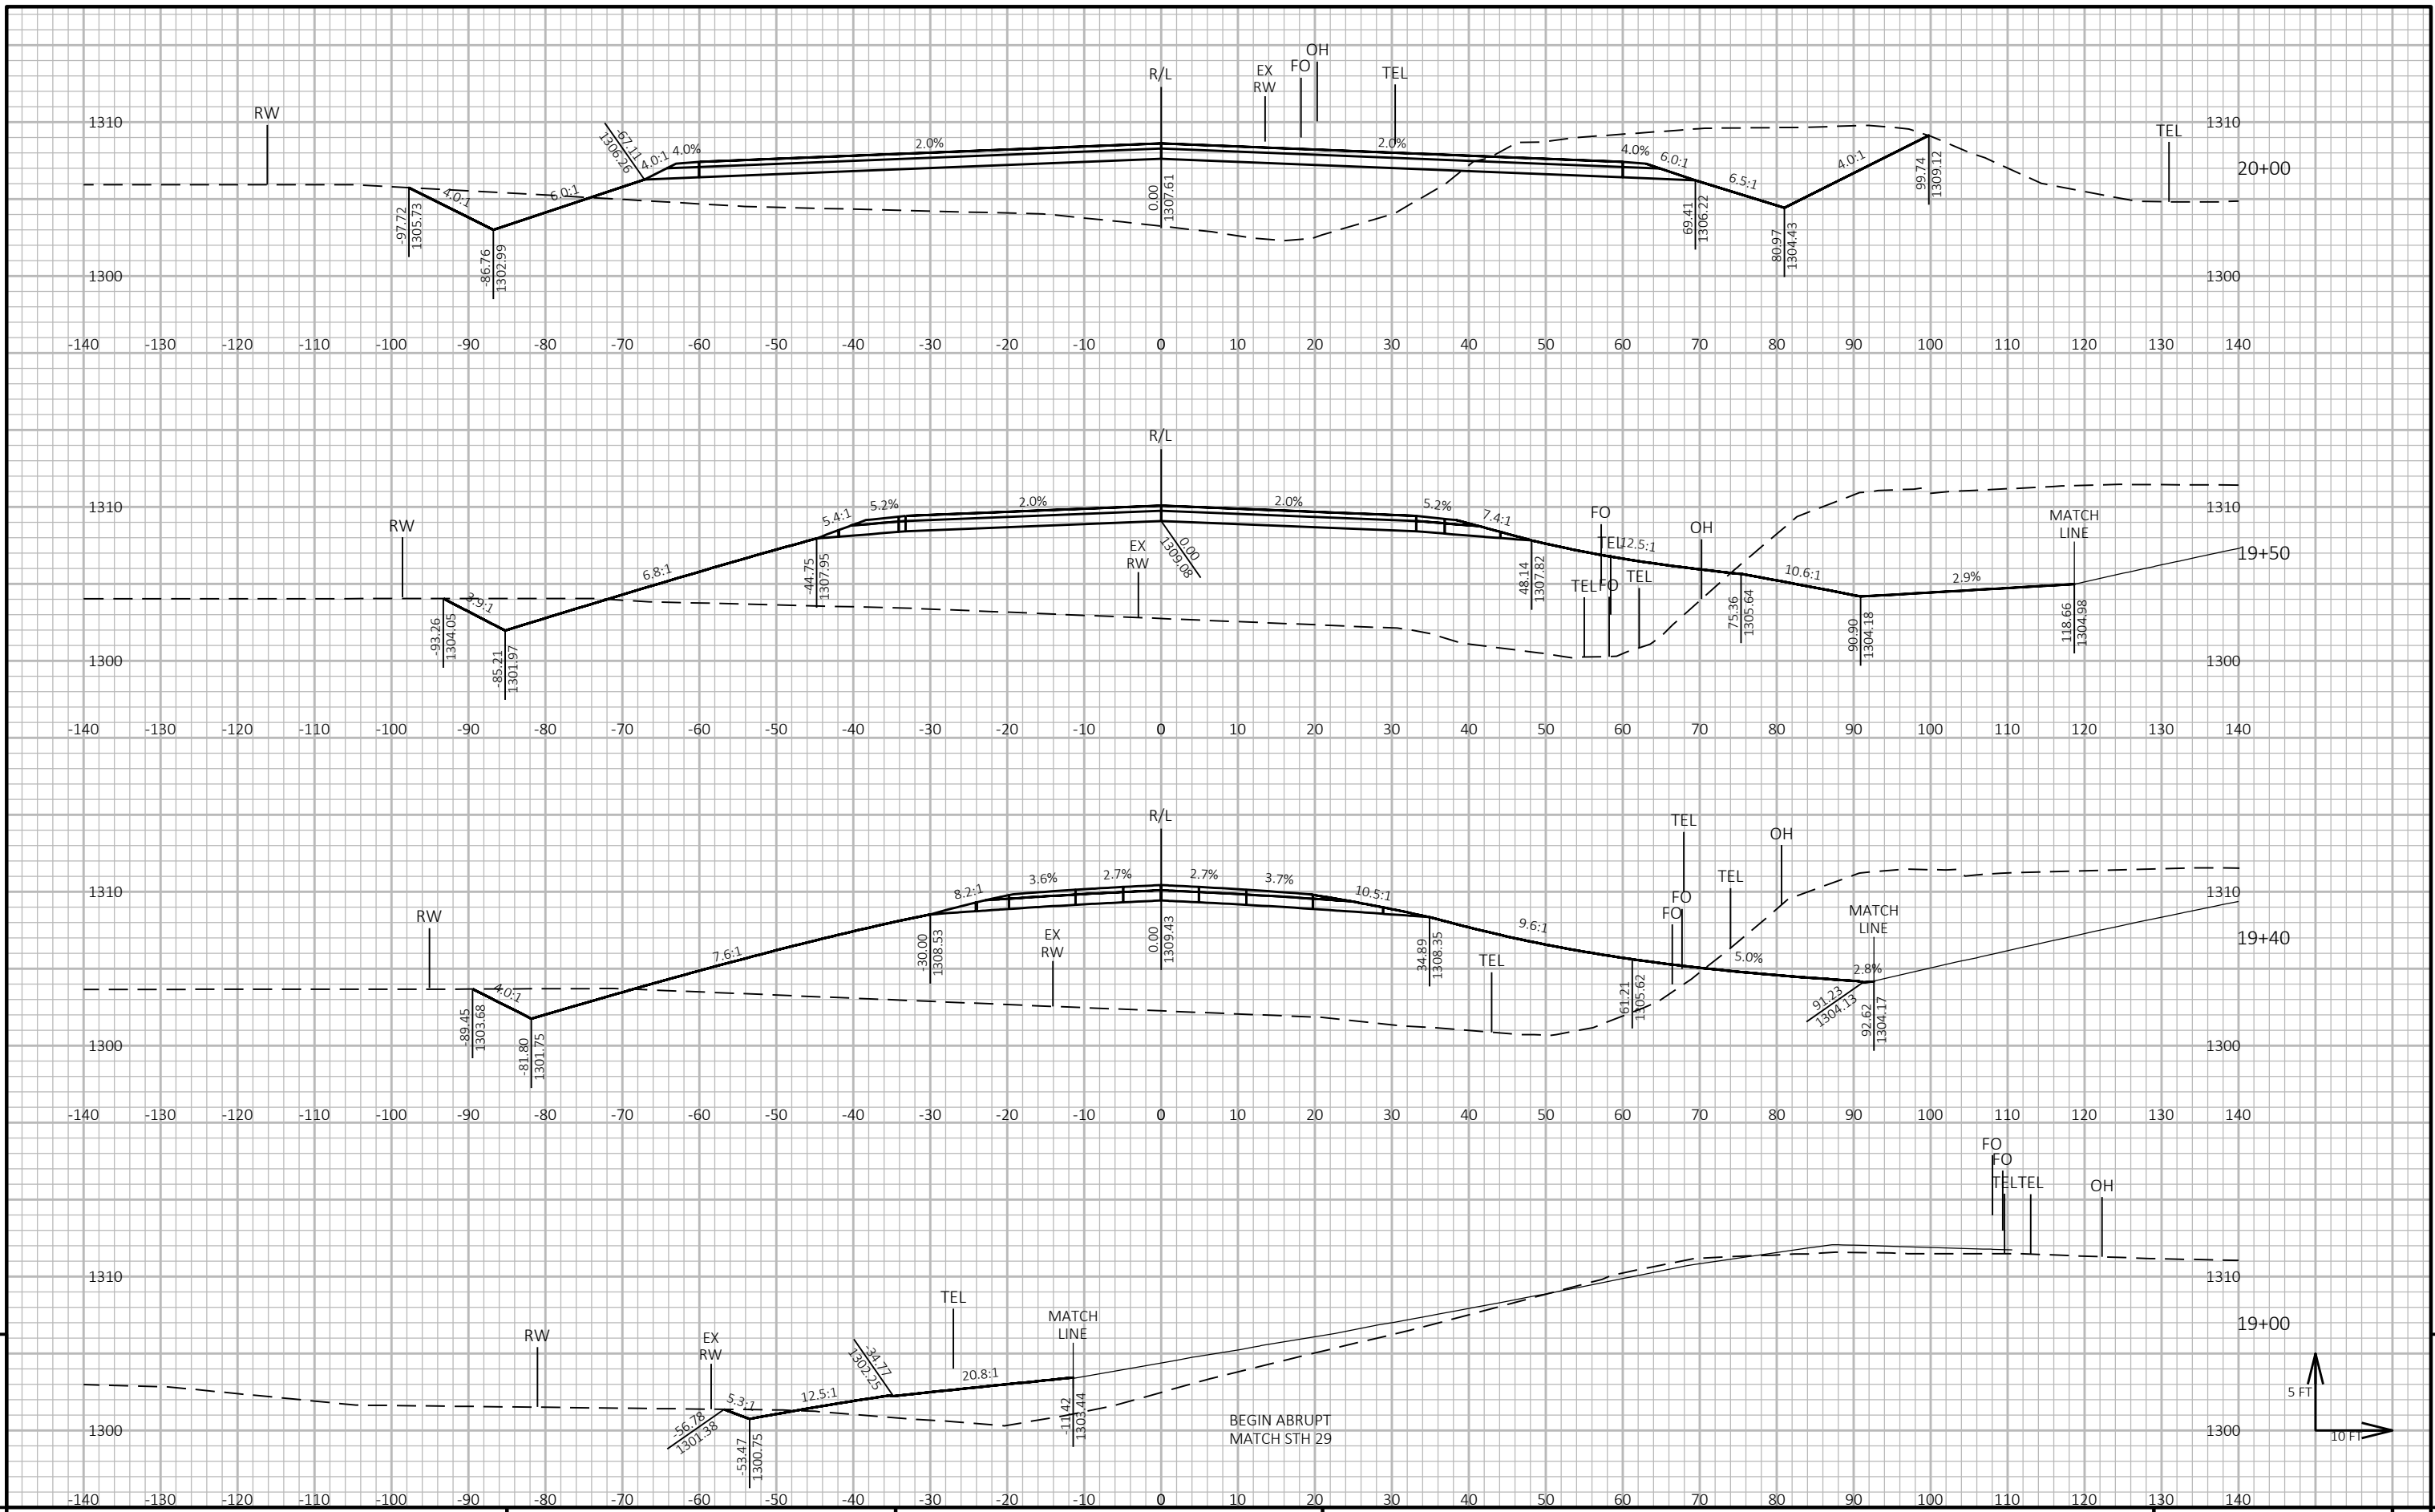 OH
R/L EX FO TEL
RW
RW
1310 -67.11 4.0:1 4.0% 2.0% 2.0% 4.0% 6.0:1 4.0:1 TEL 1310
1306.26
20+00
4.0:1 6.0:1 6.5:1
-97.72 0.00 99.74
1305.73 1307.61 1309.12
-86.76 69.41 80.97
1302.99 1306.22 1304.43
1300 1300
-140 -130 -120 -110 -100 -90 -80 -70 -60 -50 -40 -30 -20 -10 0 10 20 30 40 50 60 70 80 90 100 110 120 130 140
R/L
1310 5.4:1 5.2% 2.0% 2.0% 5.2% 7.4:1 FO 1310
RW OH MATCH
LINE
EX 0.00 TEL 12.5:1
RW 1309.08
19+50
3.9:1 6.8:1 TEL FO TEL 10.6:1 2.9%
-44.75 48.14
1307.95 1307.82
-93.26 75.36 90.90 118.66
1304.05 1305.64 1304.18 1304.98
-85.21
1301.97
1300 1300
-140 -130 -120 -110 -100 -90 -80 -70 -60 -50 -40 -30 -20 -10 0 10 20 30 40 50 60 70 80 90 100 110 120 130 140
R/L TEL
OH
8.2:1 3.6% 2.7% 2.7% 3.7% 10.5:1 TEL
1310 FO 1310
RW FO MATCH
LINE
EX 9.6:1
RW
19+40
4.0:1 7.6:1 TEL 5.0% 2.8%
-30.00 0.00 34.89
1308.53 1309.43 1308.35
-89.45 61.21 91.23 92.62
1303.68 1305.62 1304.13 1304.17
-81.80
1301.75
1300 1300
-140 -130 -120 -110 -100 -90 -80 -70 -60 -50 -40 -30 -20 -10 0 10 20 30 40 50 60 70 80 90 100 110 120 130 140
FO
FO
TEL TEL OH
1310 1310
TEL
MATCH
LINE
RW EX
RW
19+00
-34.77
1302.25
5.3:1 12.5:1 20.8:1
-56.78 -11.42
1301.38 1303.44
-53.47
1300.75
BEGIN ABRUPT
MATCH STH 29
5 FT
10 FT
1300 1300
-140 -130 -120 -110 -100 -90 -80 -70 -60 -50 -40 -30 -20 -10 0 10 20 30 40 50 60 70 80 90 100 110 120 130 140